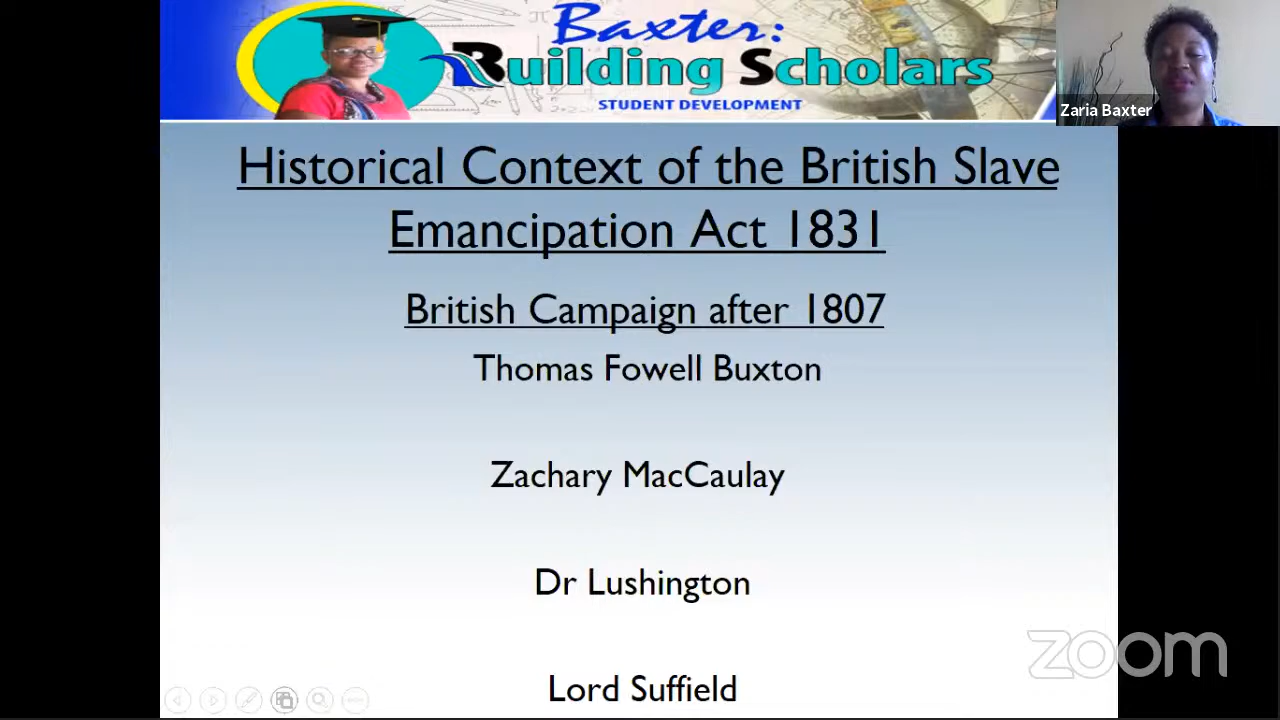 Baxter:
Building Scholars
STUDENT DEVELOPMENT
Zaria Baxter
Historical Context of the British Slave
Emancipation Act 1831
British Campaign after 1807
Thomas Fowell Buxton
Zachary MacCaulay
Dr Lushington
Lord Suffield
zoom